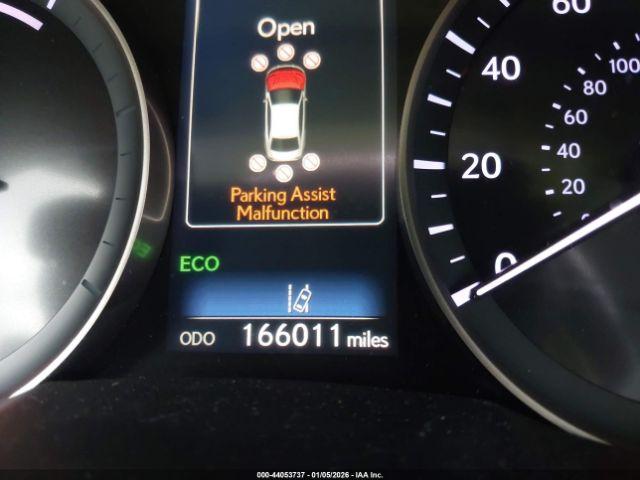 Open
Parking Assist
Malfunction
ECO
ODO 166011 miles
60
40
20
0
100
80
60
40
20
000-44053737 - 01/05/2026 - IAA Inc.